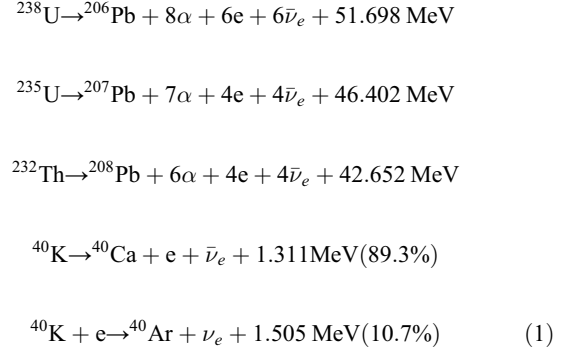 ²³⁸U→²⁰⁶Pb + 8α + 6e + 6ν̄ₑ + 51.698 MeV
²³⁵U→²⁰⁷Pb + 7α + 4e + 4ν̄ₑ + 46.402 MeV
²³²Th→²⁰⁸Pb + 6α + 4e + 4ν̄ₑ + 42.652 MeV
⁴⁰K→⁴⁰Ca + e + ν̄ₑ + 1.311MeV(89.3%)
⁴⁰K + e→⁴⁰Ar + νₑ + 1.505 MeV(10.7%) (1)